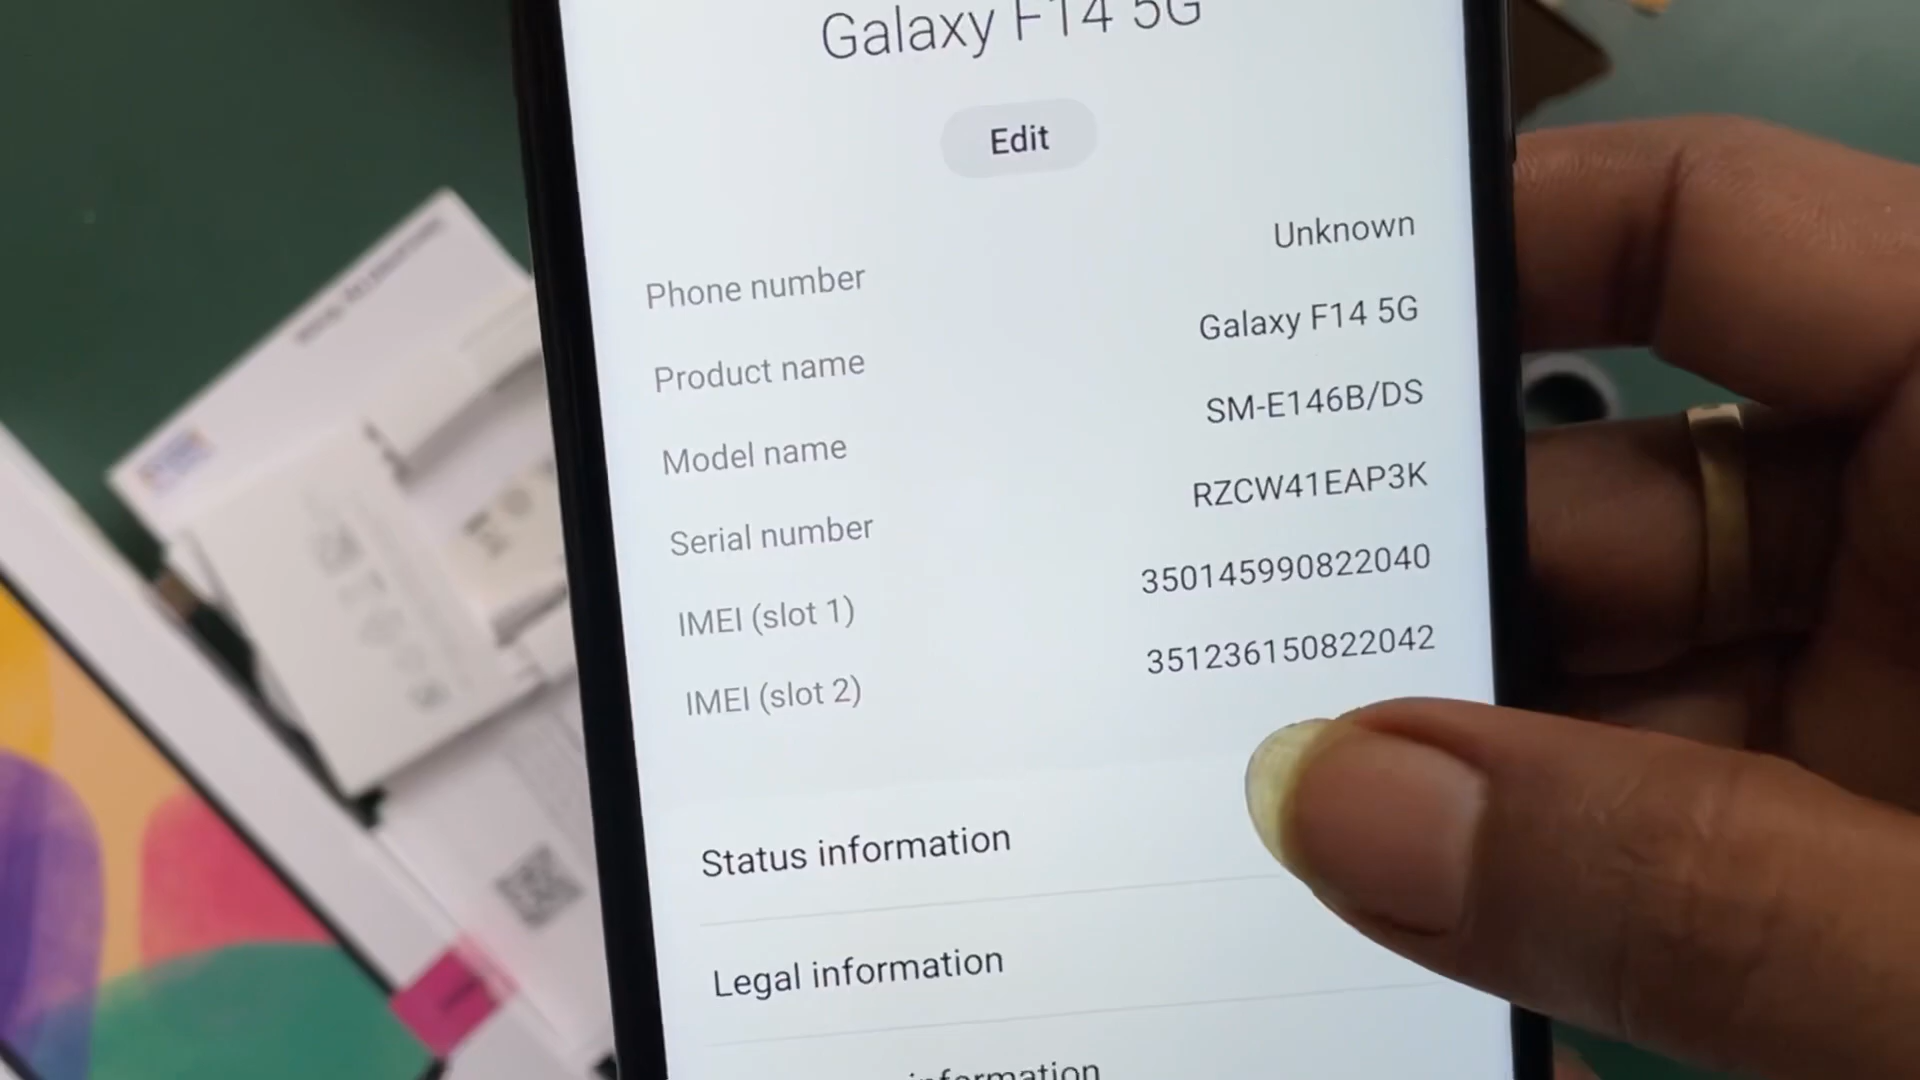 Galaxy F14 5G
Edit
Phone number Unknown
Product name Galaxy F14 5G
Model name SM-E146B/DS
Serial number RZCW41EAP3K
IMEI (slot 1) 350145990822040
IMEI (slot 2) 351236150822042
Status information
Legal information
information